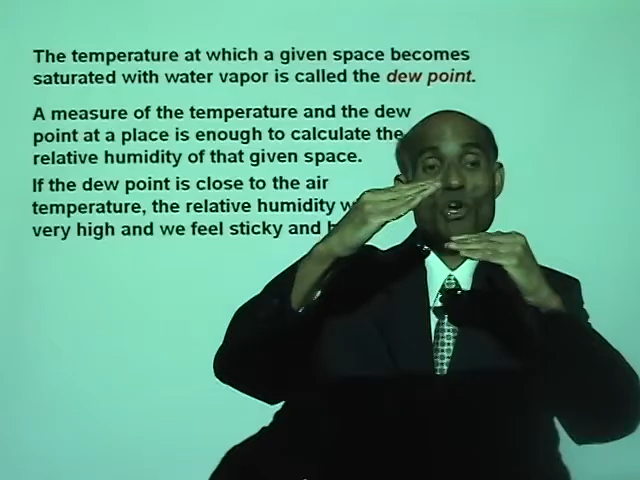 The temperature at which a given space becomes
saturated with water vapor is called the dew point.
A measure of the temperature and the dew
point at a place is enough to calculate the
relative humidity of that given space.
If the dew point is close to the air
temperature, the relative humidity
very high and we feel sticky and